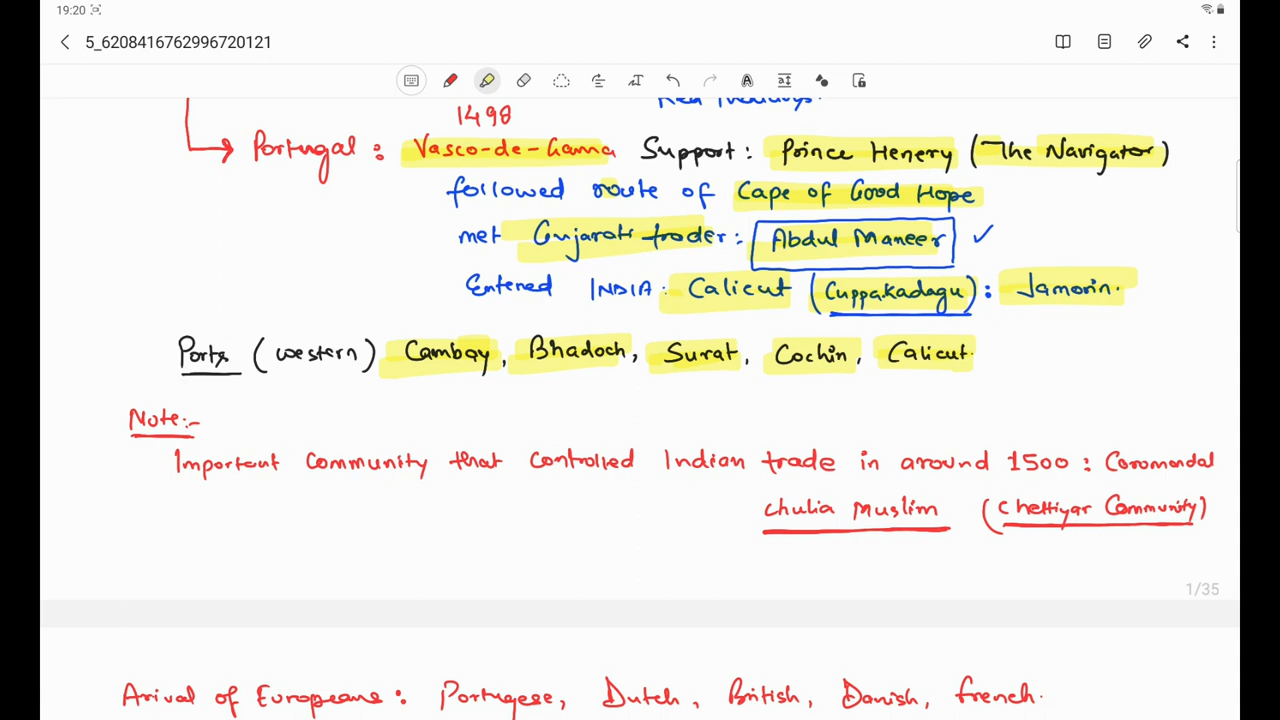 19:20
5_6208416762996720121
1498
Portugal: Vasco-de-Gama Support: Prince Henery (The Navigator)
followed route of Cape of Good Hope
met Gujarati trader: Abdul Maneer ✓
Entered INDIA: Calicut (Cuppakadagu): Jamorin.
Ports (western) Cambay, Bhadoch, Surat, Cochin, Calicut.
Note:-
Important Community that controlled Indian trade in around 1500: Coromandal
Chulia Muslim (Chettiyar Community)
1/35
Arival of Europeans: Portugese, Dutch, British, Danish, french.